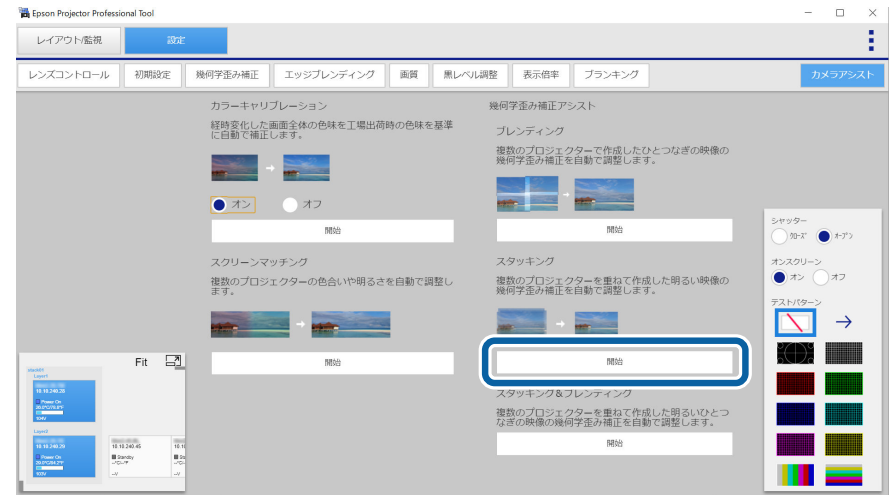 Epson Projector Professional Tool
レイアウト/監視
設定
レンズコントロール
初期設定
幾何学歪み補正
エッジブレンディング
画質
黒レベル調整
表示倍率
ブランキング
カメラアシスト
カラーキャリブレーション
経時変化した画面全体の色味を工場出荷時の色味を基準
に自動で補正します。
オン
オフ
開始
スクリーンマッチング
複数のプロジェクターの色合いや明るさを自動で調整し
ます。
開始
幾何学歪み補正アシスト
ブレンディング
複数のプロジェクターで作成したひとつなぎの映像の
幾何学歪み補正を自動で調整します。
開始
スタッキング
複数のプロジェクターを重ねて作成した明るい映像の
幾何学歪み補正を自動で調整します。
開始
スタッキング&ブレンディング
複数のプロジェクターを重ねて作成した明るいひとつ
なぎの映像の幾何学歪み補正を自動で調整します。
開始
シャッター
クローズ
オープン
オンスクリーン
オン
オフ
テストパターン
Fit
Layer1
10.10.240.28
Power On
104V
Layer2
10.10.240.29
Power On
103V
10.10.240.45
Standby
--°C/--°F
--V